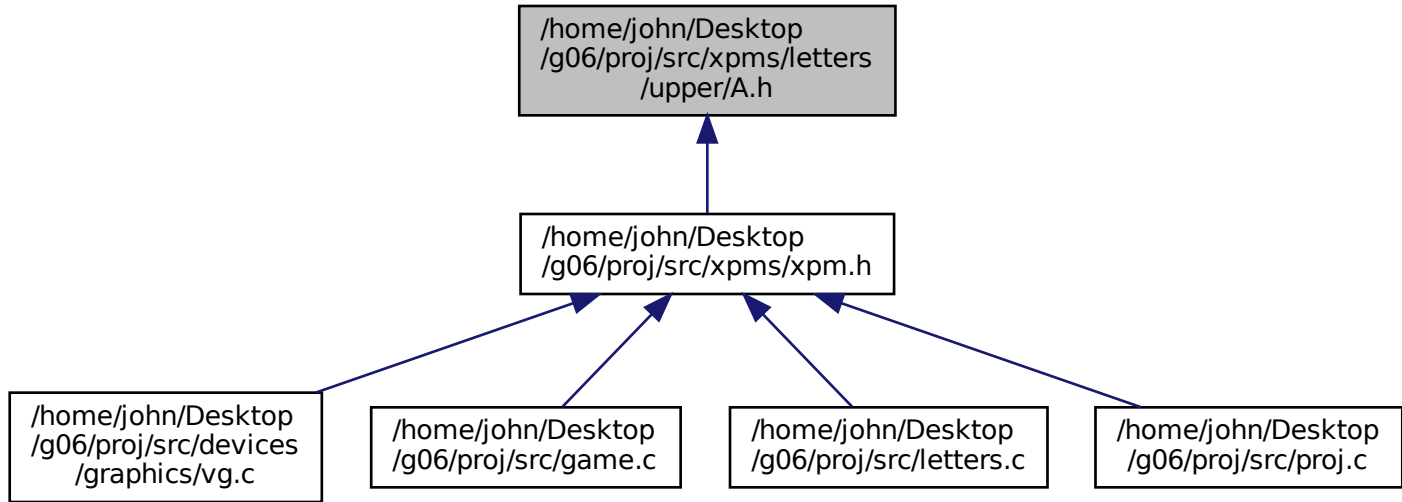 /home/john/Desktop
/g06/proj/src/xpms/letters
/upper/A.h
/home/john/Desktop
/g06/proj/src/xpms/xpm.h
/home/john/Desktop
/g06/proj/src/devices
/graphics/vg.c
/home/john/Desktop
/g06/proj/src/game.c
/home/john/Desktop
/g06/proj/src/letters.c
/home/john/Desktop
/g06/proj/src/proj.c